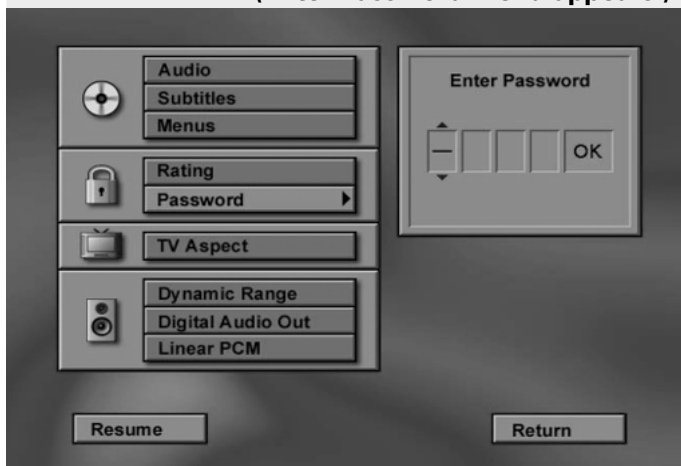 Audio
Subtitles
Menus
Rating
Password
TV Aspect
Dynamic Range
Digital Audio Out
Linear PCM
Enter Password
— OK
Resume
Return